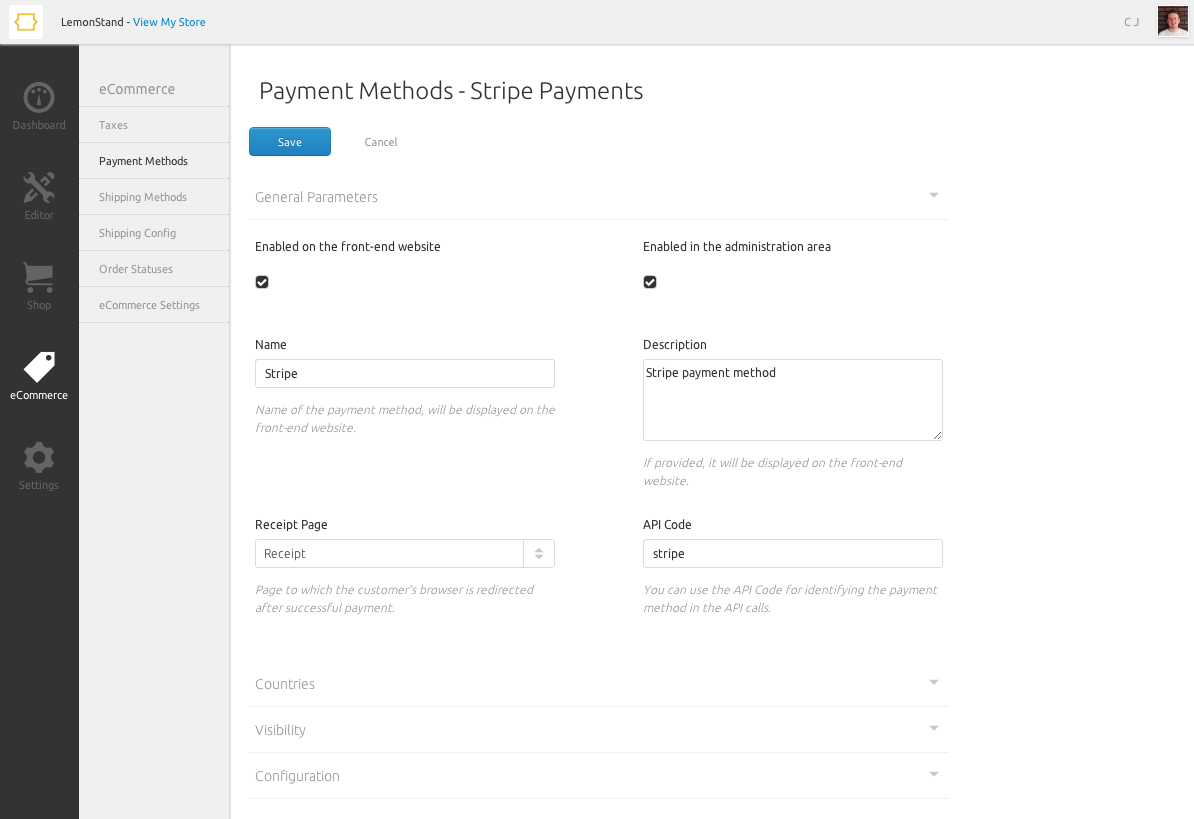 LemonStand - View My Store
C J
Dashboard
Editor
Shop
eCommerce
Settings
eCommerce
Taxes
Payment Methods
Shipping Methods
Shipping Config
Order Statuses
eCommerce Settings
Payment Methods - Stripe Payments
Save
Cancel
General Parameters
Enabled on the front-end website
Enabled in the administration area
Name
Stripe
Name of the payment method, will be displayed on the
front-end website.
Description
Stripe payment method
If provided, it will be displayed on the front-end
website.
Receipt Page
Receipt
Page to which the customer's browser is redirected
after successful payment.
API Code
stripe
You can use the API Code for identifying the payment
method in the API calls.
Countries
Visibility
Configuration